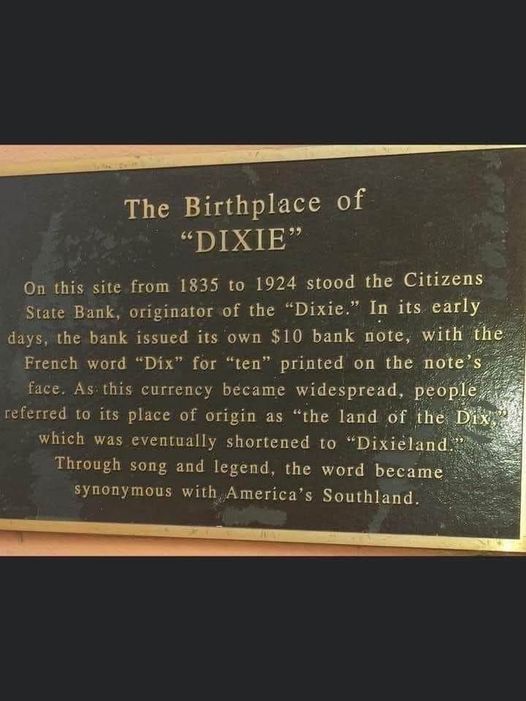 The Birthplace of
“DIXIE”
On this site from 1835 to 1924 stood the Citizens
State Bank, originator of the “Dixie.” In its early
days, the bank issued its own $10 bank note, with the
French word “Dix” for “ten” printed on the note’s
face. As this currency became widespread, people
referred to its place of origin as “the land of the Dix,”
which was eventually shortened to “Dixieland.”
Through song and legend, the word became
synonymous with America’s Southland.